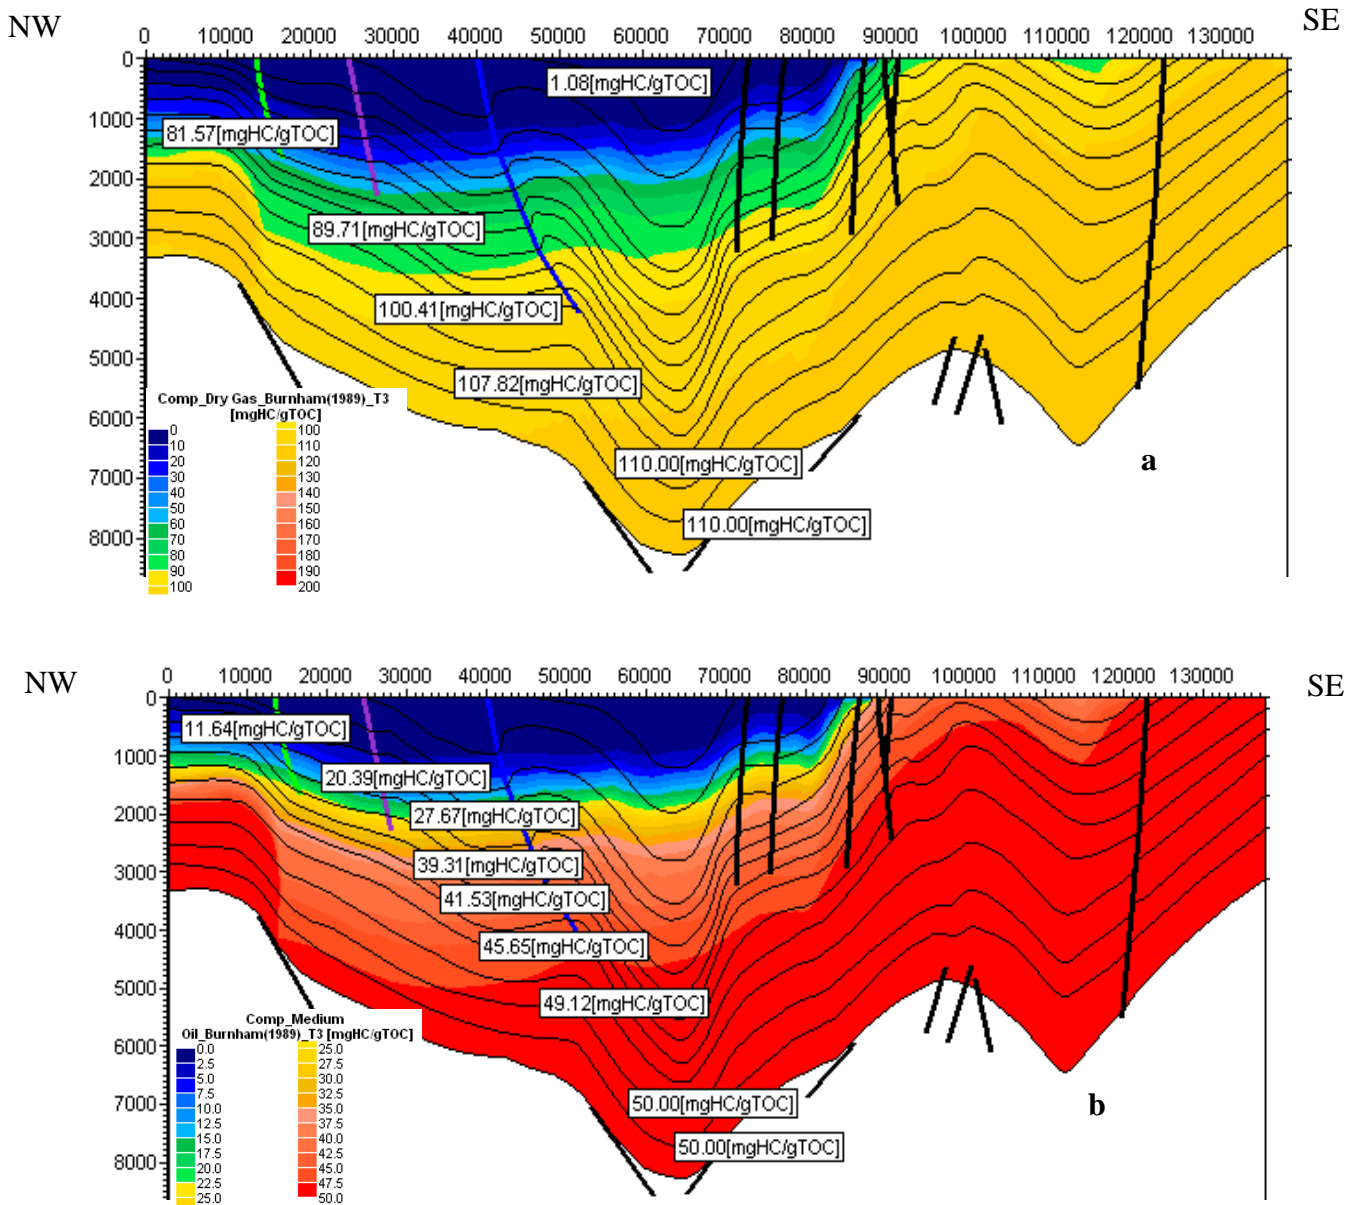 NW
SE
0 10000 20000 30000 40000 50000 60000 70000 80000 90000 100000 110000 120000 130000
0
1.08[mgHC/gTOC]
1000
81.57[mgHC/gTOC]
2000
89.71[mgHC/gTOC]
3000
4000
100.41[mgHC/gTOC]
5000
107.82[mgHC/gTOC]
Comp_Dry Gas_Burnham(1989)_T3
[mgHC/gTOC]
6000
0 100
10 110
20 120
30 130
40 140
50 150
60 160
70 170
80 180
90 190
100 200
110.00[mgHC/gTOC]
a
7000
110.00[mgHC/gTOC]
8000
NW
SE
0 10000 20000 30000 40000 50000 60000 70000 80000 90000 100000 110000 120000 130000
0
11.64[mgHC/gTOC]
1000
20.39[mgHC/gTOC]
2000
27.67[mgHC/gTOC]
39.31[mgHC/gTOC]
3000
41.53[mgHC/gTOC]
4000
45.65[mgHC/gTOC]
5000
49.12[mgHC/gTOC]
Comp_Medium
Oil_Burnham(1989)_T3 [mgHC/gTOC]
6000
0.0 25.0
2.5 27.5
5.0 30.0
7.5 32.5
10.0 35.0
12.5 37.5
15.0 40.0
17.5 42.5
20.0 45.0
22.5 47.5
25.0 50.0
50.00[mgHC/gTOC]
b
7000
50.00[mgHC/gTOC]
8000